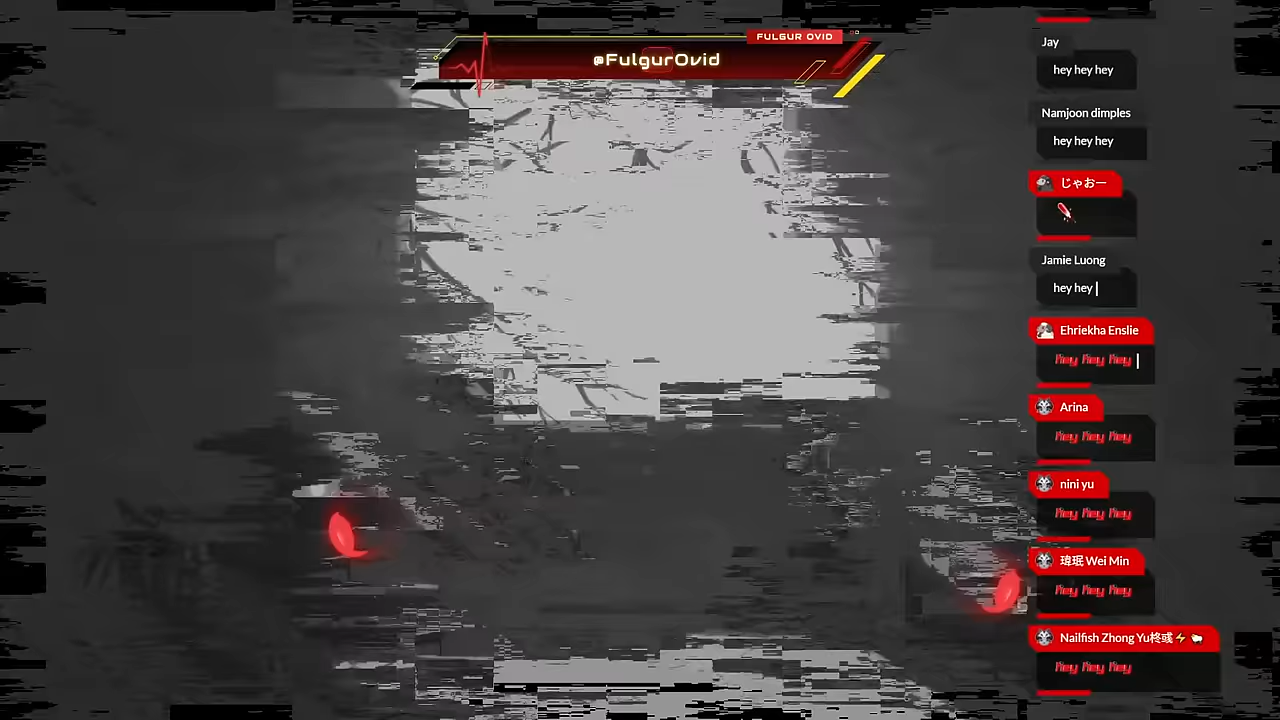 FULGUR OVID
@FulgurOvid
Jay
hey hey hey
Namjoon dimples
hey hey hey
じゃおー
Jamie Luong
hey hey
Ehriekha Enslie
Hey Hey Hey
Arina
Hey Hey Hey
nini yu
Hey Hey Hey
瑋珉 Wei Min
Hey Hey Hey
Nailfish Zhong Yu柊彧⚡🐑
Hey Hey Hey